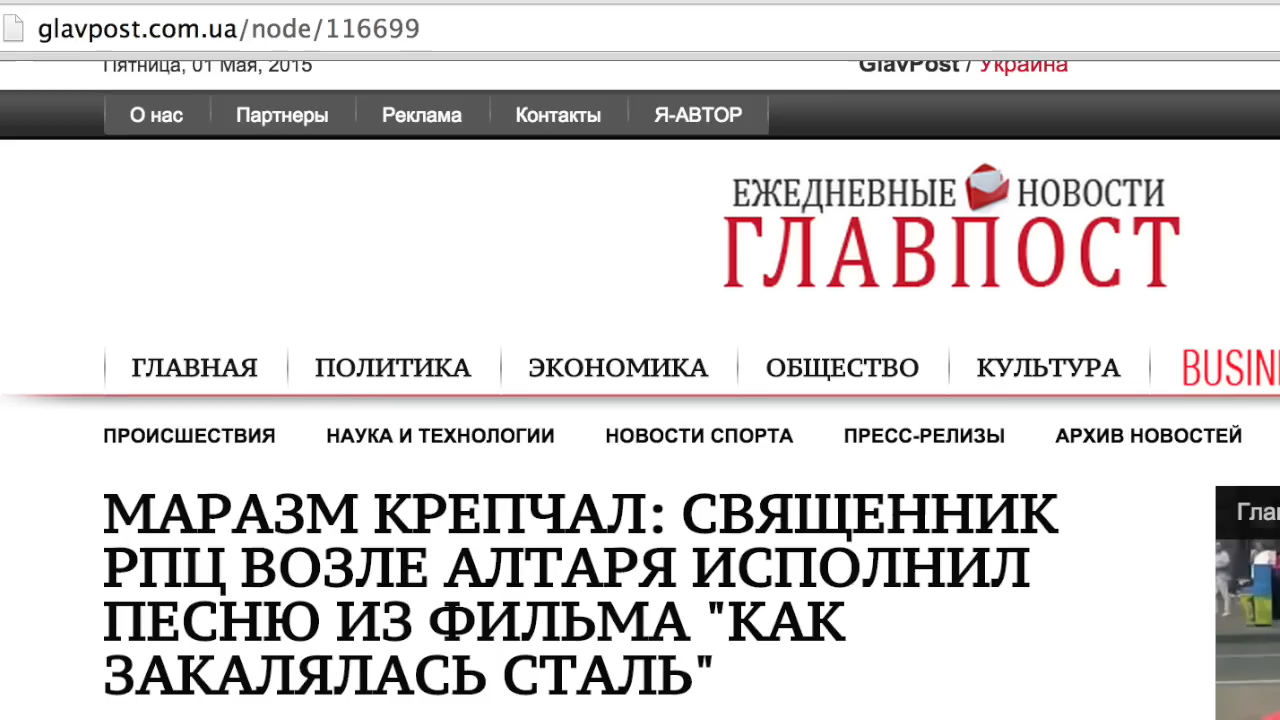 glavpost.com.ua/node/116699
Пятница, 01 Мая, 2015 GlavPost / Украина
О нас Партнеры Реклама Контакты Я-АВТОР
ЕЖЕДНЕВНЫЕ НОВОСТИ
ГЛАВПОСТ
ГЛАВНАЯ ПОЛИТИКА ЭКОНОМИКА ОБЩЕСТВО КУЛЬТУРА BUSIN
ПРОИСШЕСТВИЯ НАУКА И ТЕХНОЛОГИИ НОВОСТИ СПОРТА ПРЕСС-РЕЛИЗЫ АРХИВ НОВОСТЕЙ
МАРАЗМ КРЕПЧАЛ: СВЯЩЕННИК
РПЦ ВОЗЛЕ АЛТАРЯ ИСПОЛНИЛ
ПЕСНЮ ИЗ ФИЛЬМА "КАК
ЗАКАЛЯЛАСЬ СТАЛЬ"
Гла